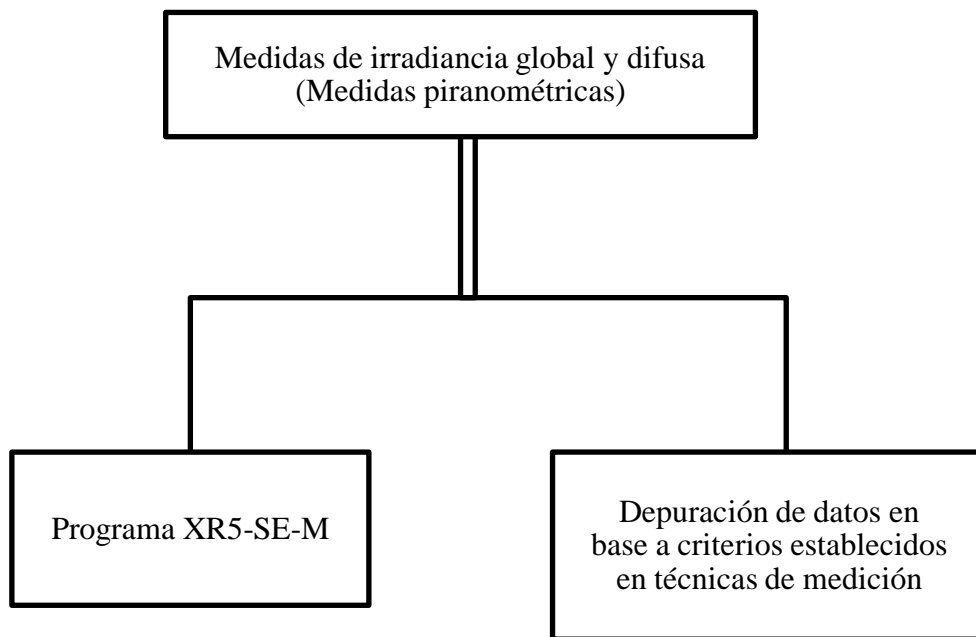 Medidas de irradiancia global y difusa
(Medidas piranométricas)
Programa XR5-SE-M
Depuración de datos en
base a criterios establecidos
en técnicas de medición